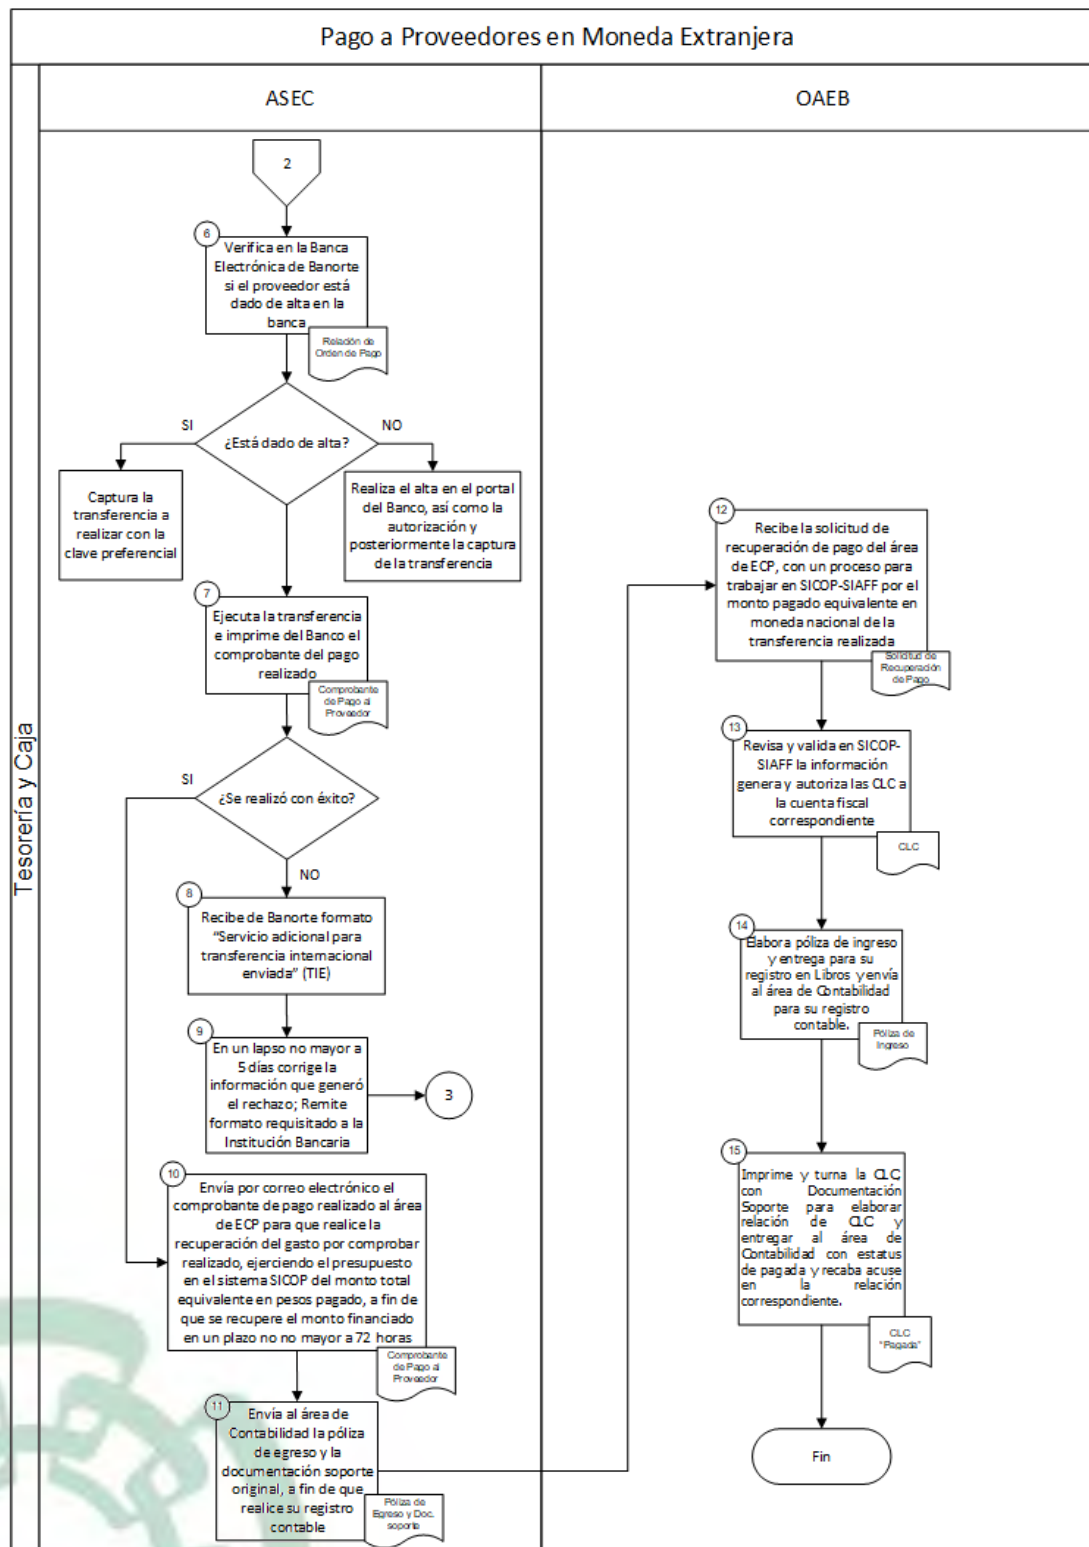 Pago a Proveedores en Moneda Extranjera
Tesorería y Caja
ASEC
2
6
Verifica en la Banca
Electrónica de Banorte
si el proveedor está
dado de alta en la
banca
Relación de
Orden de Pago
¿Está dado de alta?
SI
NO
Captura la
transferencia a
realizar con la
clave preferencial
Realiza el alta en el portal
del Banco, así como la
autorización y
posteriormente la captura
de la transferencia
7
Ejecuta la transferencia
e imprime del Banco el
comprobante del pago
realizado
Comprobante
de Pago al
Proveedor
¿Se realizó con éxito?
SI
NO
8
Recibe de Banorte formato
“Servicio adicional para
transferencia internacional
enviada” (TIE)
9
En un lapso no mayor a
5 días corrige la
información que generó
el rechazo; Remite
formato requisitado a la
Institución Bancaria
3
10
Envía por correo electrónico el
comprobante de pago realizado al área
de ECP para que realice la
recuperación del gasto por comprobar
realizado, ejerciendo el presupuesto
en el sistema SICOP del monto total
equivalente en pesos pagado, a fin de
que se recupere el monto financiado
en un plazo no no mayor a 72 horas
Comprobante
de Pago al
Proveedor
11
Envía al área de
Contabilidad la póliza
de egreso y la
documentación soporte
original, a fin de que
realice su registro
contable
Póliza de
Egreso y Doc.
soporte
OAEB
12
Recibe la solicitud de
recuperación de pago del área
de ECP, con un proceso para
trabajar en SICOP-SIAFF por el
monto pagado equivalente en
moneda nacional de la
transferencia realizada
Solicitud de
Recuperación
de Pago
13
Revisa y valida en SICOP-
SIAFF la información
genera y autoriza las CLC a
la cuenta fiscal
correspondiente
CLC
14
Elabora póliza de ingreso
y entrega para su
registro en Libros y envía
al área de Contabilidad
para su registro
contable.
Póliza de
Ingreso
15
Imprime y turna la CLC,
con Documentación
Soporte para elaborar
relación de CLC y
entregar al área de
Contabilidad con estatus
de pagada y recaba acuse
en la relación
correspondiente.
CLC
"Pagada"
Fin